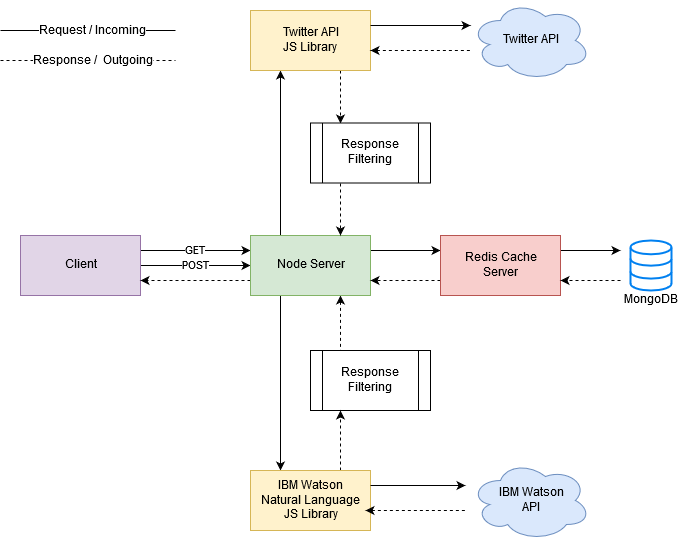 Request / Incoming
Response /  Outgoing
Twitter API
JS Library
Twitter API
Response
Filtering
Client
GET
POST
Node Server
Redis Cache
Server
MongoDB
Response
Filtering
IBM Watson
Natural Language
JS Library
IBM Watson
API